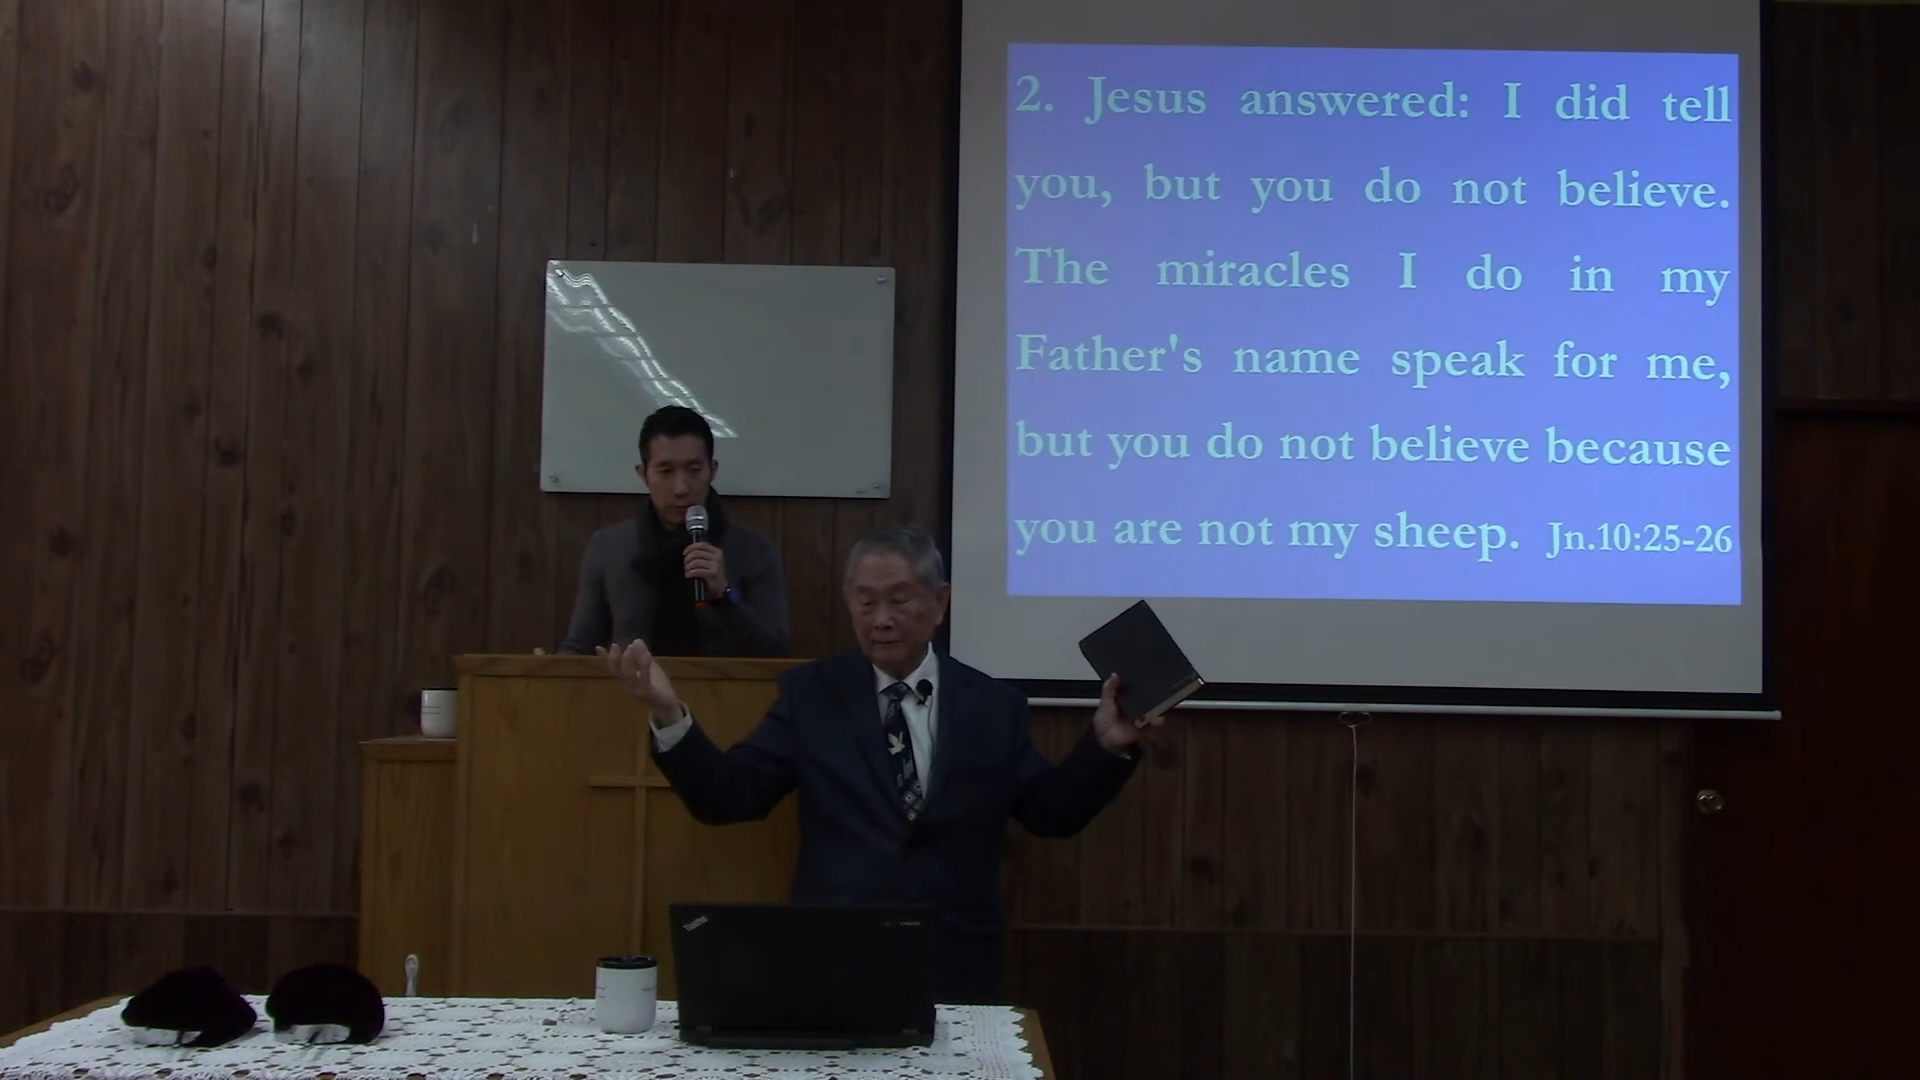 2. Jesus answered: I did tell
you, but you do not believe.
The miracles I do in my
Father's name speak for me,
but you do not believe because
you are not my sheep. Jn.10:25-26
ThinkPad